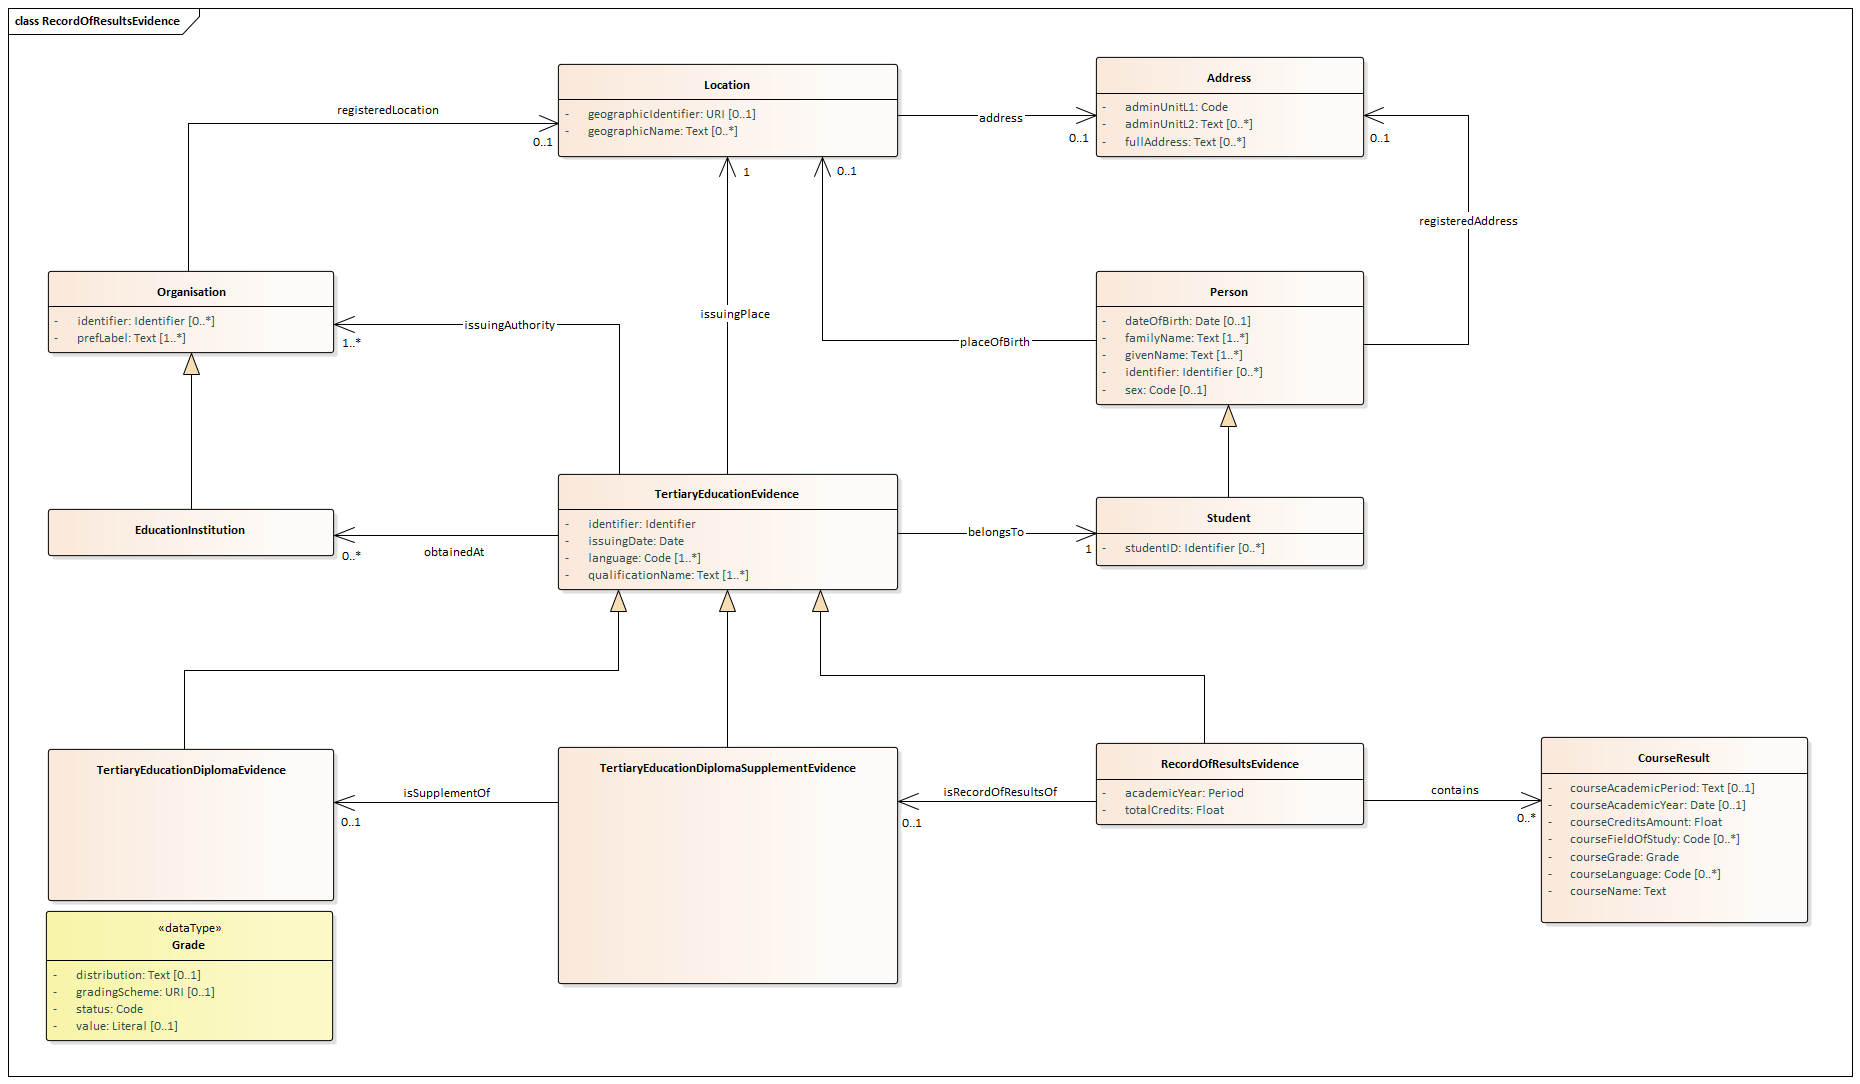 class RecordOfResultsEvidence
Location
- geographicIdentifier: URI [0..1]
- geographicName: Text [0..*]
Address
- adminUnitL1: Code
- adminUnitL2: Text [0..*]
- fullAddress: Text [0..*]
registeredLocation
0..1
address
0..1
0..1
1
0..1
registeredAddress
Organisation
- identifier: Identifier [0..*]
- prefLabel: Text [1..*]
issuingAuthority
1..*
issuingPlace
placeOfBirth
Person
- dateOfBirth: Date [0..1]
- familyName: Text [1..*]
- givenName: Text [1..*]
- identifier: Identifier [0..*]
- sex: Code [0..1]
EducationInstitution
0..*
obtainedAt
TertiaryEducationEvidence
- identifier: Identifier
- issuingDate: Date
- language: Code [1..*]
- qualificationName: Text [1..*]
belongsTo
1
Student
- studentID: Identifier [0..*]
TertiaryEducationDiplomaEvidence
isSupplementOf
0..1
TertiaryEducationDiplomaSupplementEvidence
isRecordOfResultsOf
0..1
RecordOfResultsEvidence
- academicYear: Period
- totalCredits: Float
contains
0..*
CourseResult
- courseAcademicPeriod: Text [0..1]
- courseAcademicYear: Date [0..1]
- courseCreditsAmount: Float
- courseFieldOfStudy: Code [0..*]
- courseGrade: Grade
- courseLanguage: Code [0..*]
- courseName: Text
«dataType»
Grade
- distribution: Text [0..1]
- gradingScheme: URI [0..1]
- status: Code
- value: Literal [0..1]